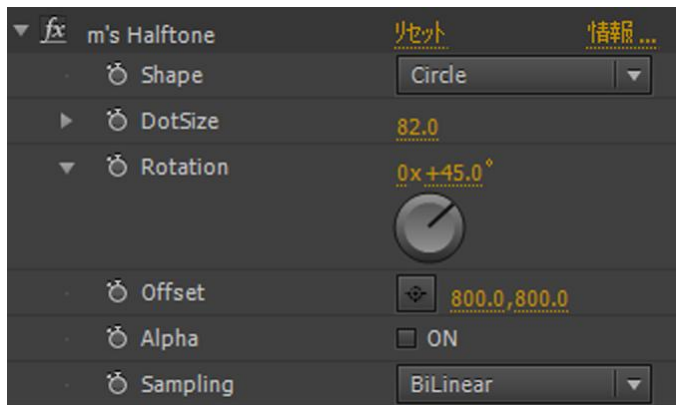 fx m's Halftone リセット 情報...
Shape Circle
DotSize 82.0
Rotation 0x+45.0°
Offset 800.0,800.0
Alpha ON
Sampling BiLinear